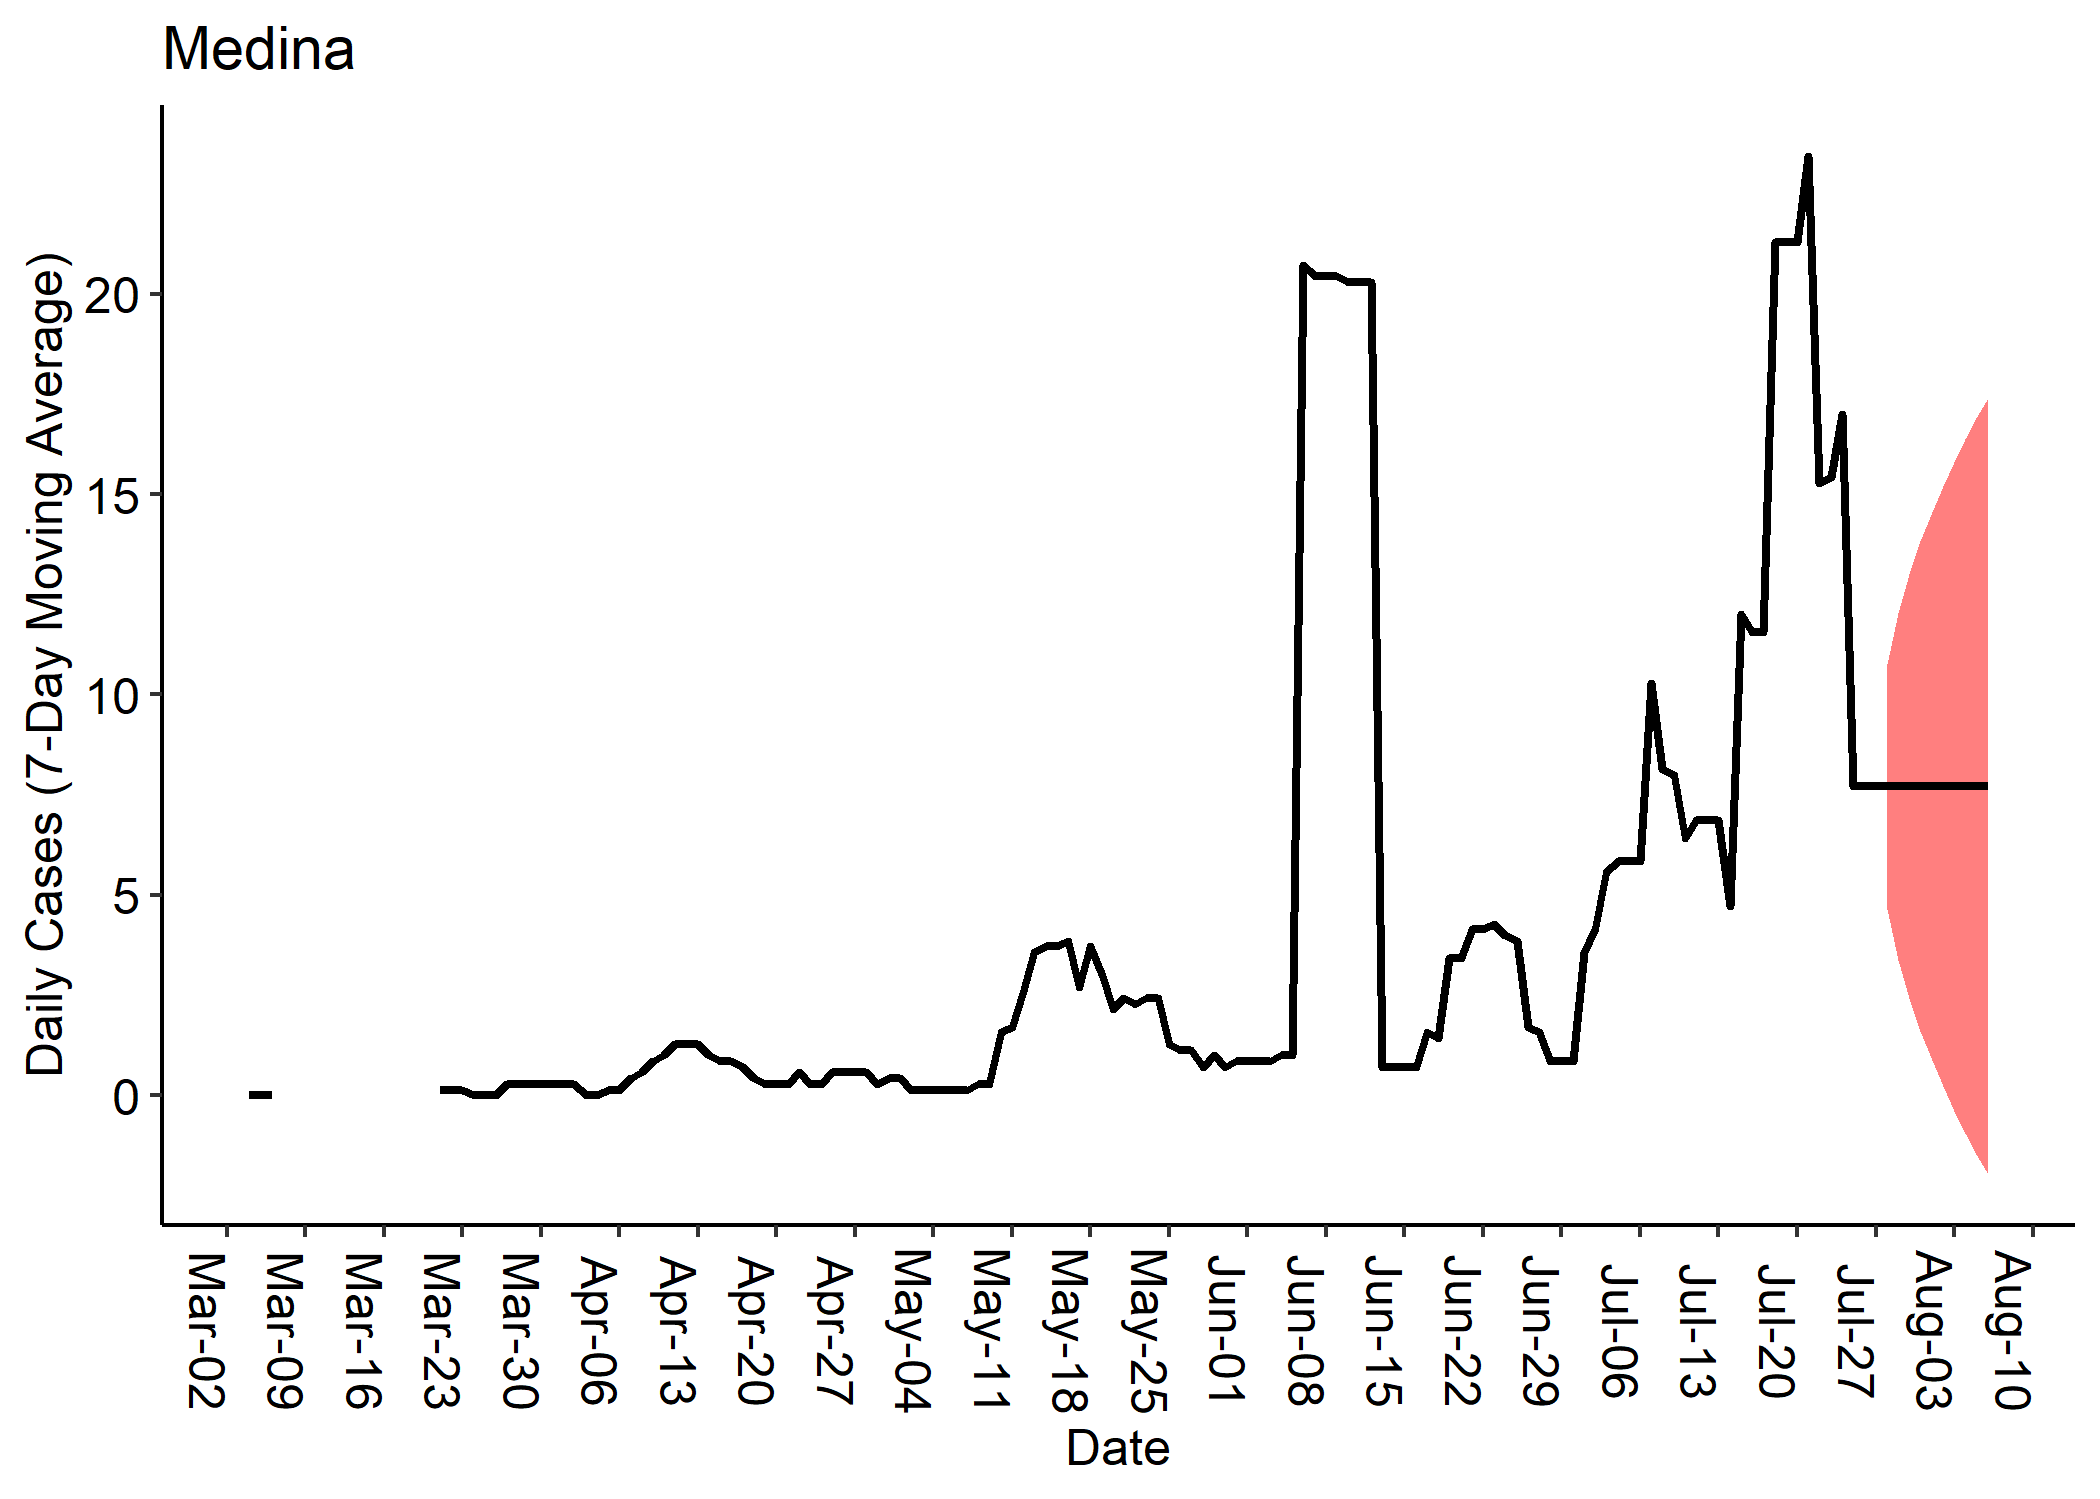 Medina
Daily Cases (7-Day Moving Average)
20
15
10
5
0
Mar-02
Mar-09
Mar-16
Mar-23
Mar-30
Apr-06
Apr-13
Apr-20
Apr-27
May-04
May-11
May-18
May-25
Jun-01
Jun-08
Jun-15
Jun-22
Jun-29
Jul-06
Jul-13
Jul-20
Jul-27
Aug-03
Aug-10
Date